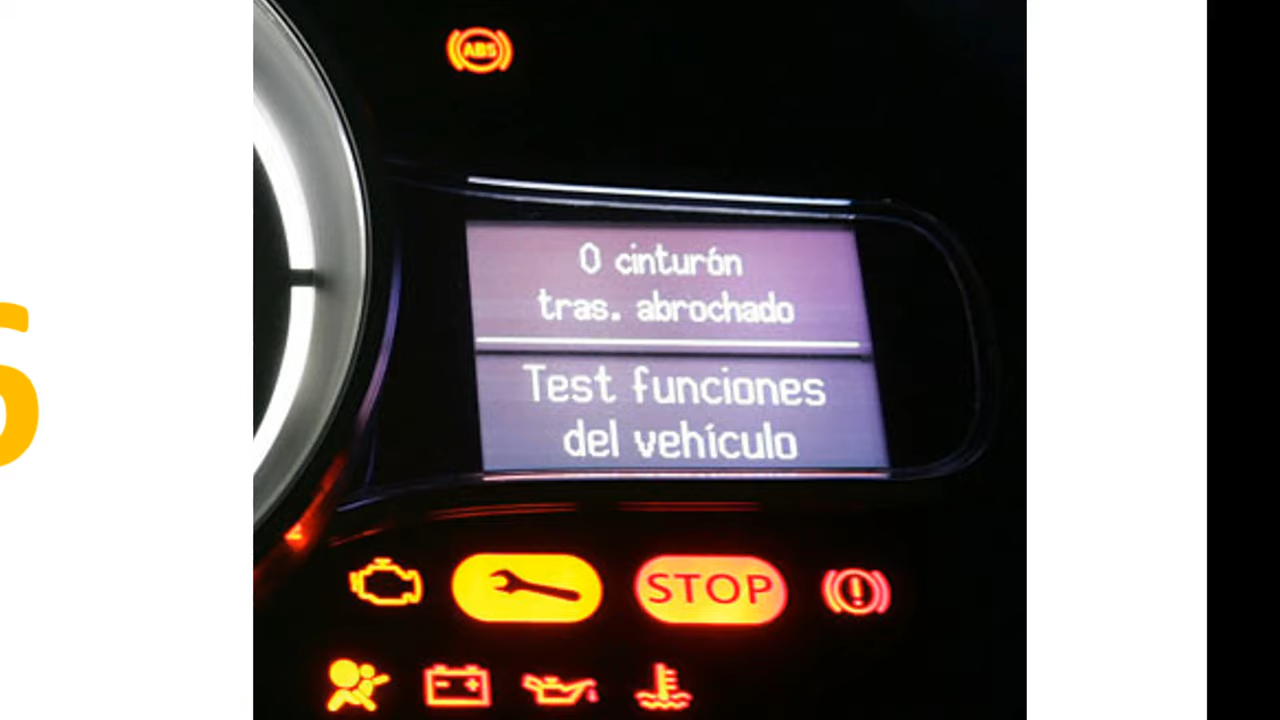 ABS
0 cinturón
tras. abrochado
Test funciones
del vehículo
STOP